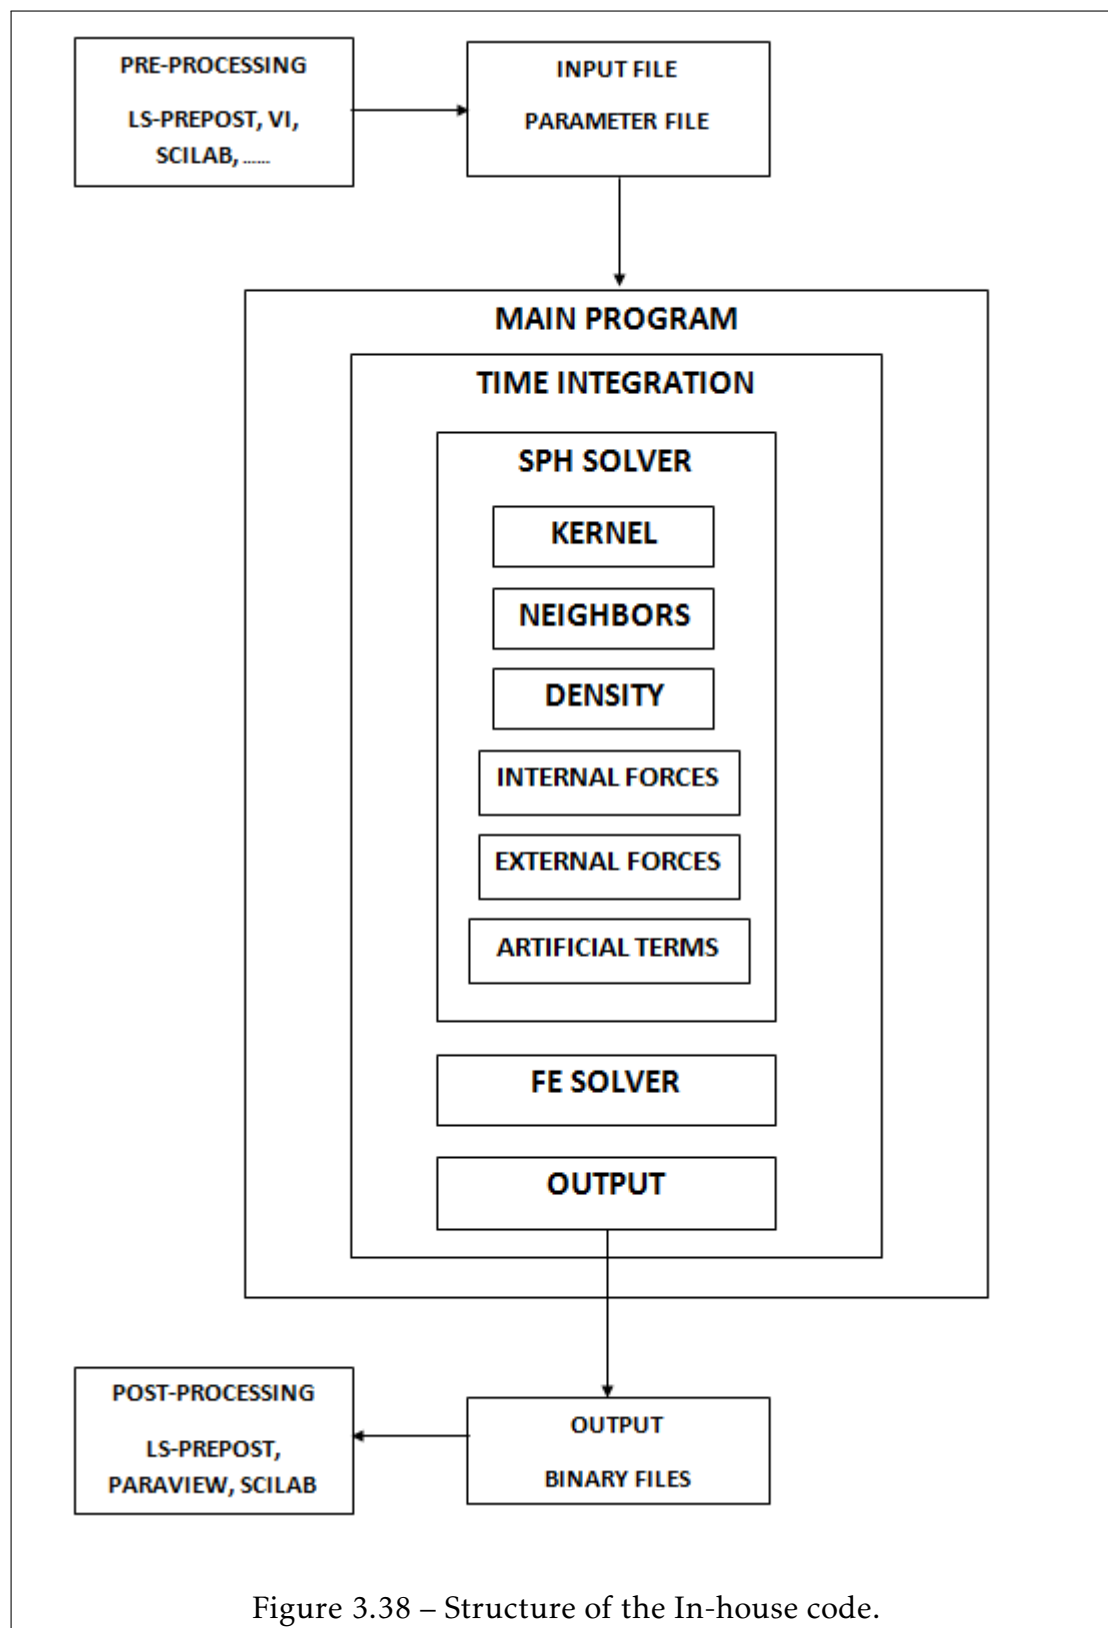 PRE-PROCESSING
LS-PREPOST, VI,
SCILAB, ......
INPUT FILE
PARAMETER FILE
MAIN PROGRAM
TIME INTEGRATION
SPH SOLVER
KERNEL
NEIGHBORS
DENSITY
INTERNAL FORCES
EXTERNAL FORCES
ARTIFICIAL TERMS
FE SOLVER
OUTPUT
POST-PROCESSING
LS-PREPOST,
PARAVIEW, SCILAB
OUTPUT
BINARY FILES
Figure 3.38 – Structure of the In-house code.